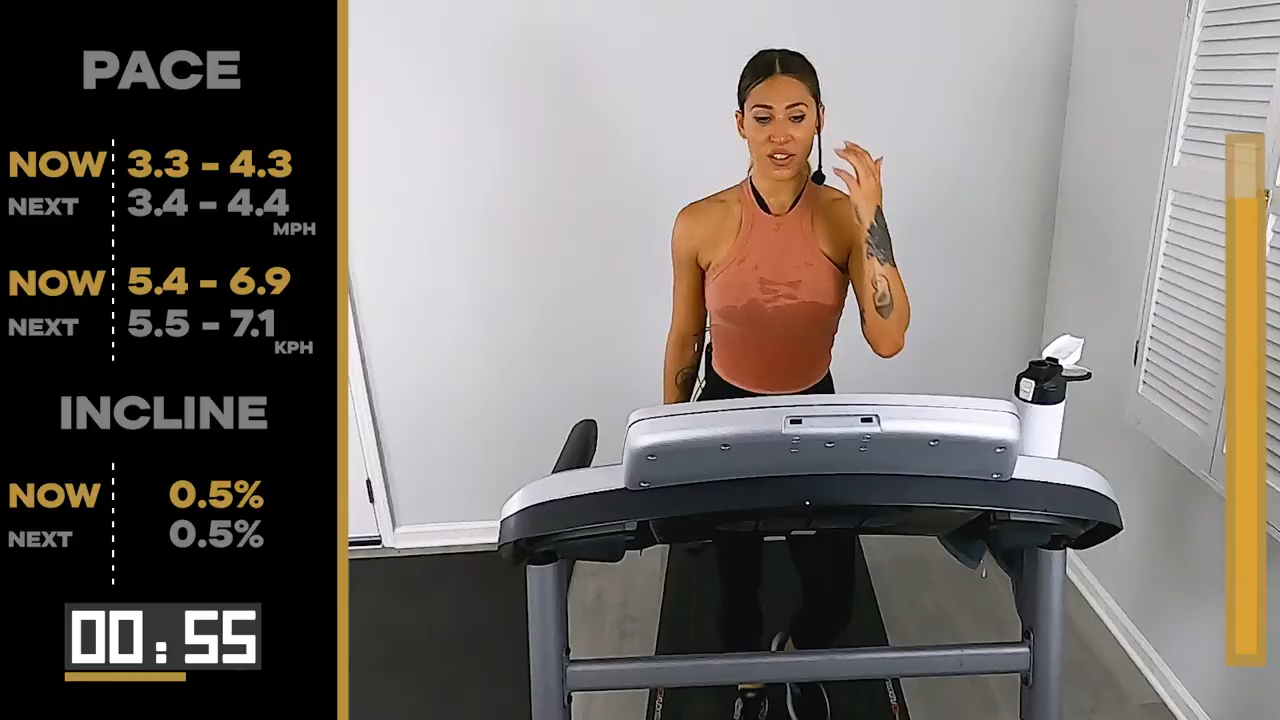 PACE
NOW 3.3 - 4.3
NEXT 3.4 - 4.4
MPH
NOW 5.4 - 6.9
NEXT 5.5 - 7.1
KPH
INCLINE
NOW 0.5%
NEXT 0.5%
00:55